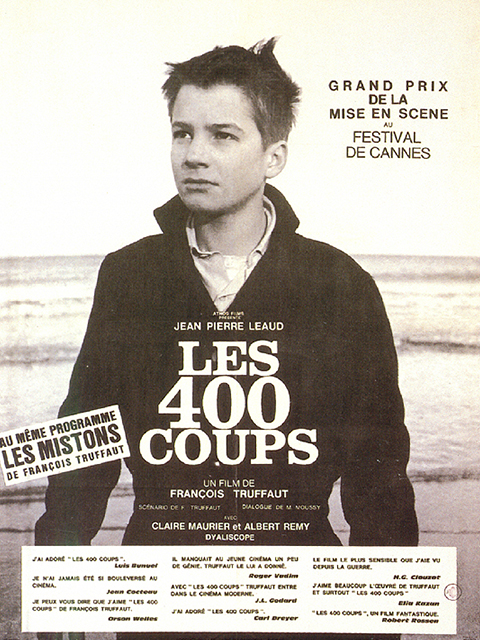 GRAND PRIX
DE LA
MISE EN SCENE
AU
FESTIVAL
DE CANNES
ATHOS FILMS
PRÉSENTE
JEAN PIERRE LEAUD
LES
400
COUPS
AU MÊME PROGRAMME
LES MISTONS
DE FRANÇOIS TRUFFAUT
UN FILM DE
FRANÇOIS TRUFFAUT
SCÉNARIO DE F. TRUFFAUT DIALOGUE DE M. MOUSSY
AVEC
CLAIRE MAURIER et ALBERT REMY
DYALISCOPE
J'AI ADORÉ "LES 400 COUPS".
Luis Bunuel
JE N'AI JAMAIS ÉTÉ SI BOULEVERSÉ AU
CINÉMA.
Jean Cocteau
JE PEUX VOUS DIRE QUE J'AIME "LES 400
COUPS" DE FRANÇOIS TRUFFAUT.
Orson Welles
IL MANQUAIT AU JEUNE CINÉMA UN PEU
DE GÉNIE. TRUFFAUT LE LUI A DONNÉ.
Roger Vadim
AVEC "LES 400 COUPS" TRUFFAUT ENTRE
DANS LE CINÉMA MODERNE.
J.L. Godard
J'AI ADORÉ "LES 400 COUPS".
Carl Dreyer
LE FILM LE PLUS SENSIBLE QUE J'AIE VU
DEPUIS LA GUERRE.
H.G. Clouzot
J'AIME BEAUCOUP L'ŒUVRE DE TRUFFAUT
ET SURTOUT "LES 400 COUPS"
Elia Kazan
"LES 400 COUPS", UN FILM FANTASTIQUE.
Robert Rossen